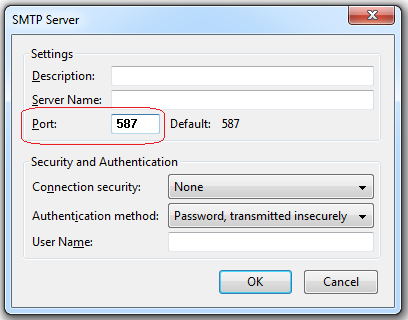 SMTP Server
Settings
Description:
Server Name:
Port: 587 Default: 587
Security and Authentication
Connection security: None
Authentication method: Password, transmitted insecurely
User Name:
OK Cancel